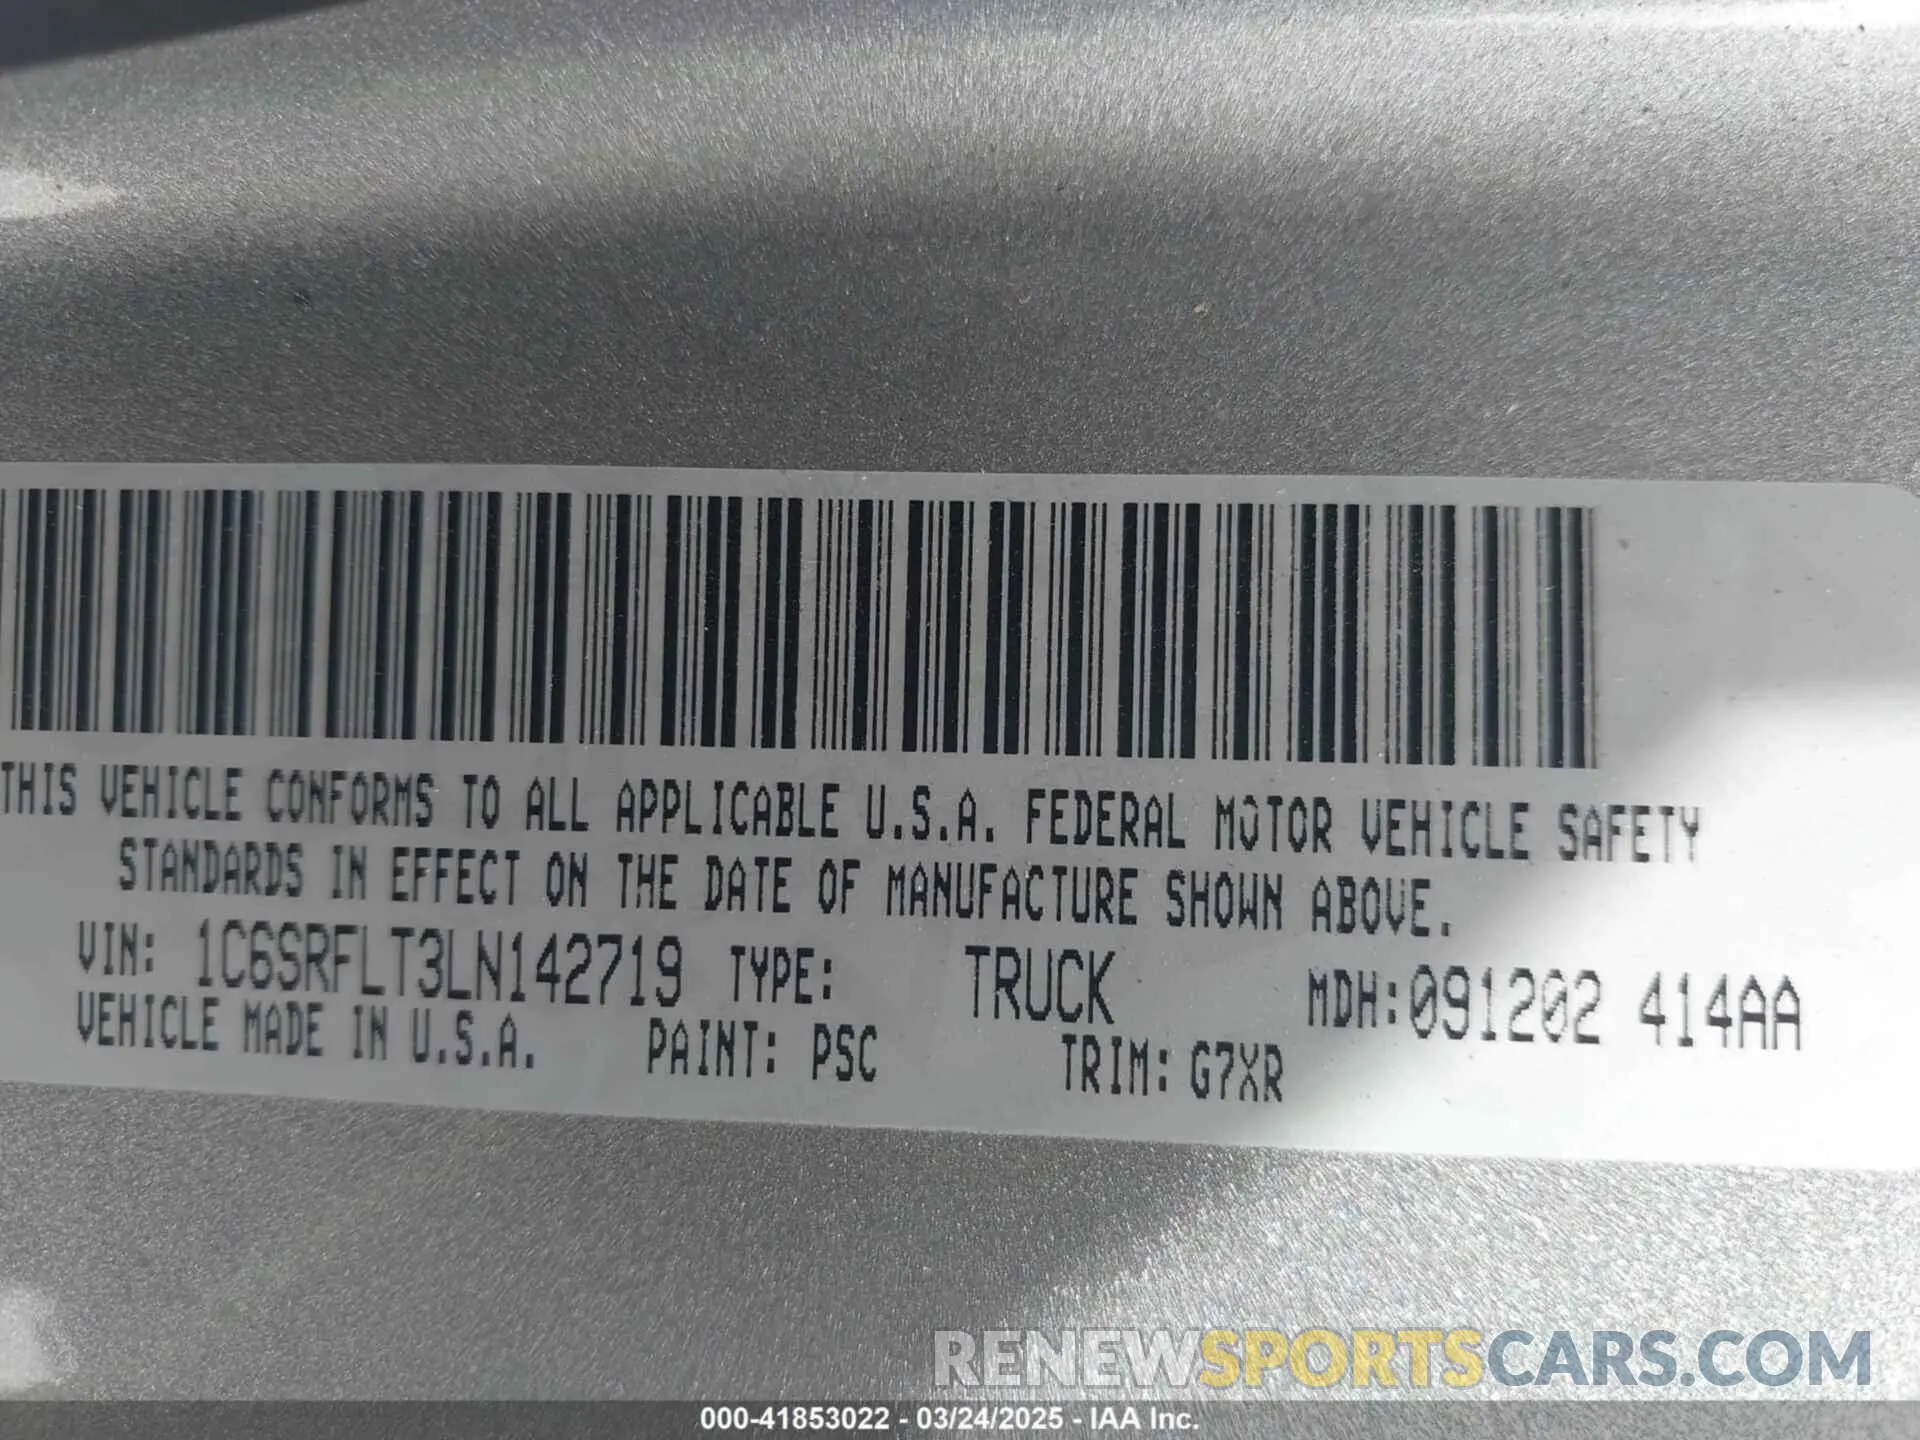 THIS VEHICLE CONFORMS TO ALL APPLICABLE U.S.A. FEDERAL MOTOR VEHICLE SAFETY
STANDARDS IN EFFECT ON THE DATE OF MANUFACTURE SHOWN ABOVE.
VIN: 1C6SRFLT3LN142719 TYPE: TRUCK MDH:091202 414AA
VEHICLE MADE IN U.S.A. PAINT: PSC TRIM: G7XR
RENEWSPORTSCARS.COM
000-41853022 - 03/24/2025 - IAA Inc.